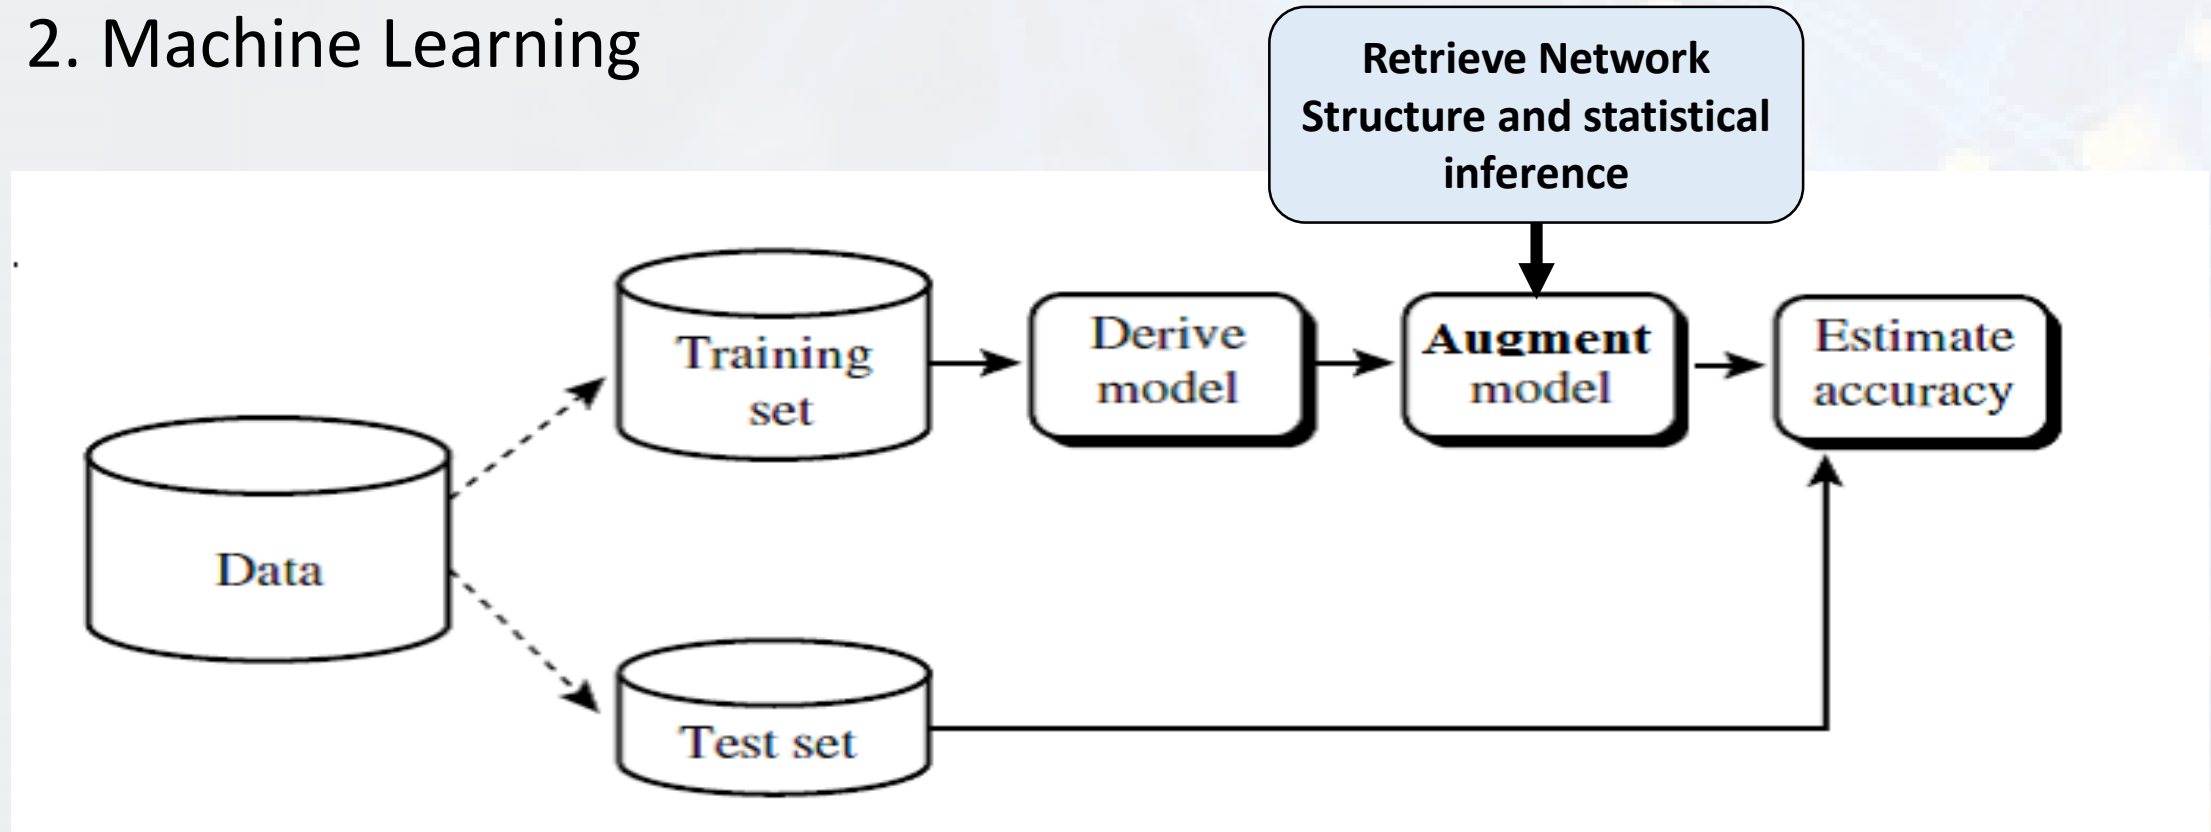 2. Machine Learning
Retrieve Network
Structure and statistical
inference
Training
set
Derive
model
Augment
model
Estimate
accuracy
Data
Test set